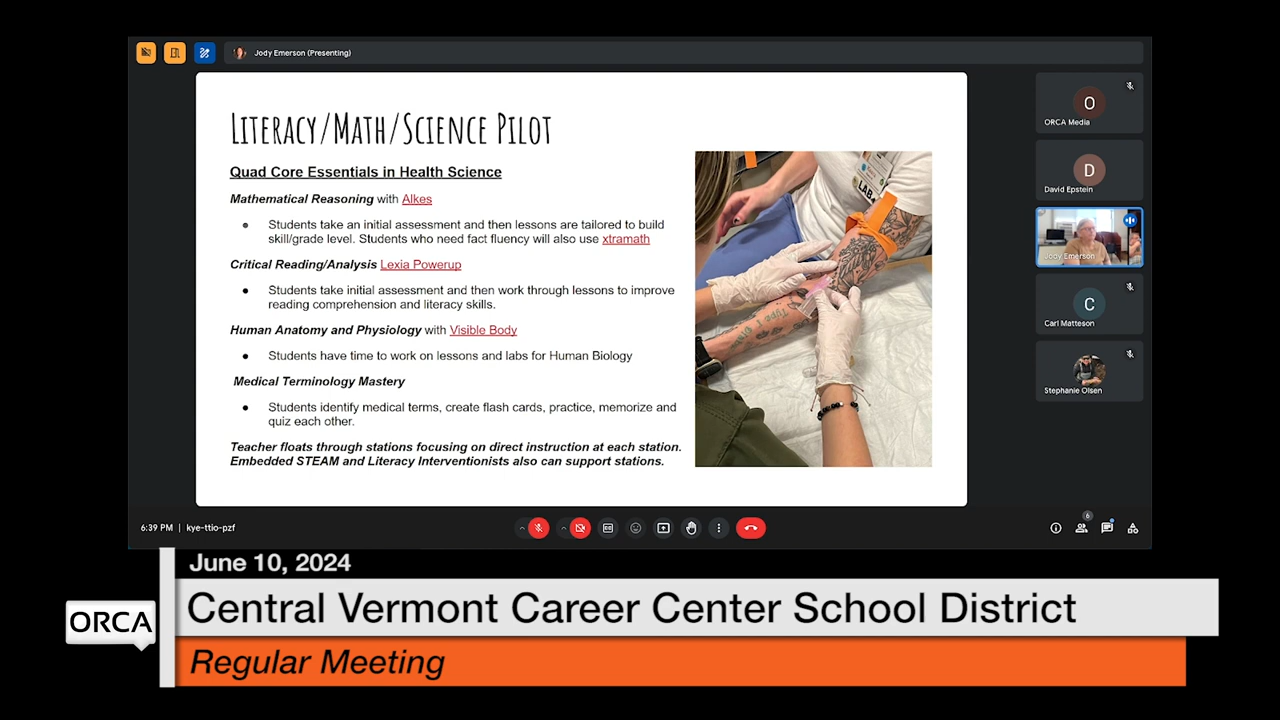 Jody Emerson (Presenting)
LITERACY/MATH/SCIENCE PILOT
Quad Core Essentials in Health Science
Mathematical Reasoning with Alkes
• Students take an initial assessment and then lessons are tailored to build
skill/grade level. Students who need fact fluency will also use xtramath
Critical Reading/Analysis Lexia Powerup
• Students take initial assessment and then work through lessons to improve
reading comprehension and literacy skills.
Human Anatomy and Physiology with Visible Body
• Students have time to work on lessons and labs for Human Biology
Medical Terminology Mastery
• Students identify medical terms, create flash cards, practice, memorize and
quiz each other.
Teacher floats through stations focusing on direct instruction at each station.
Embedded STEAM and Literacy Interventionists also can support stations.
LAB
O
ORCA Media
D
David Epstein
Jody Emerson
C
Carl Matteson
Stephanie Olsen
6:39 PM | kye-ttio-pzf
6
June 10, 2024
ORCA
Central Vermont Career Center School District
Regular Meeting